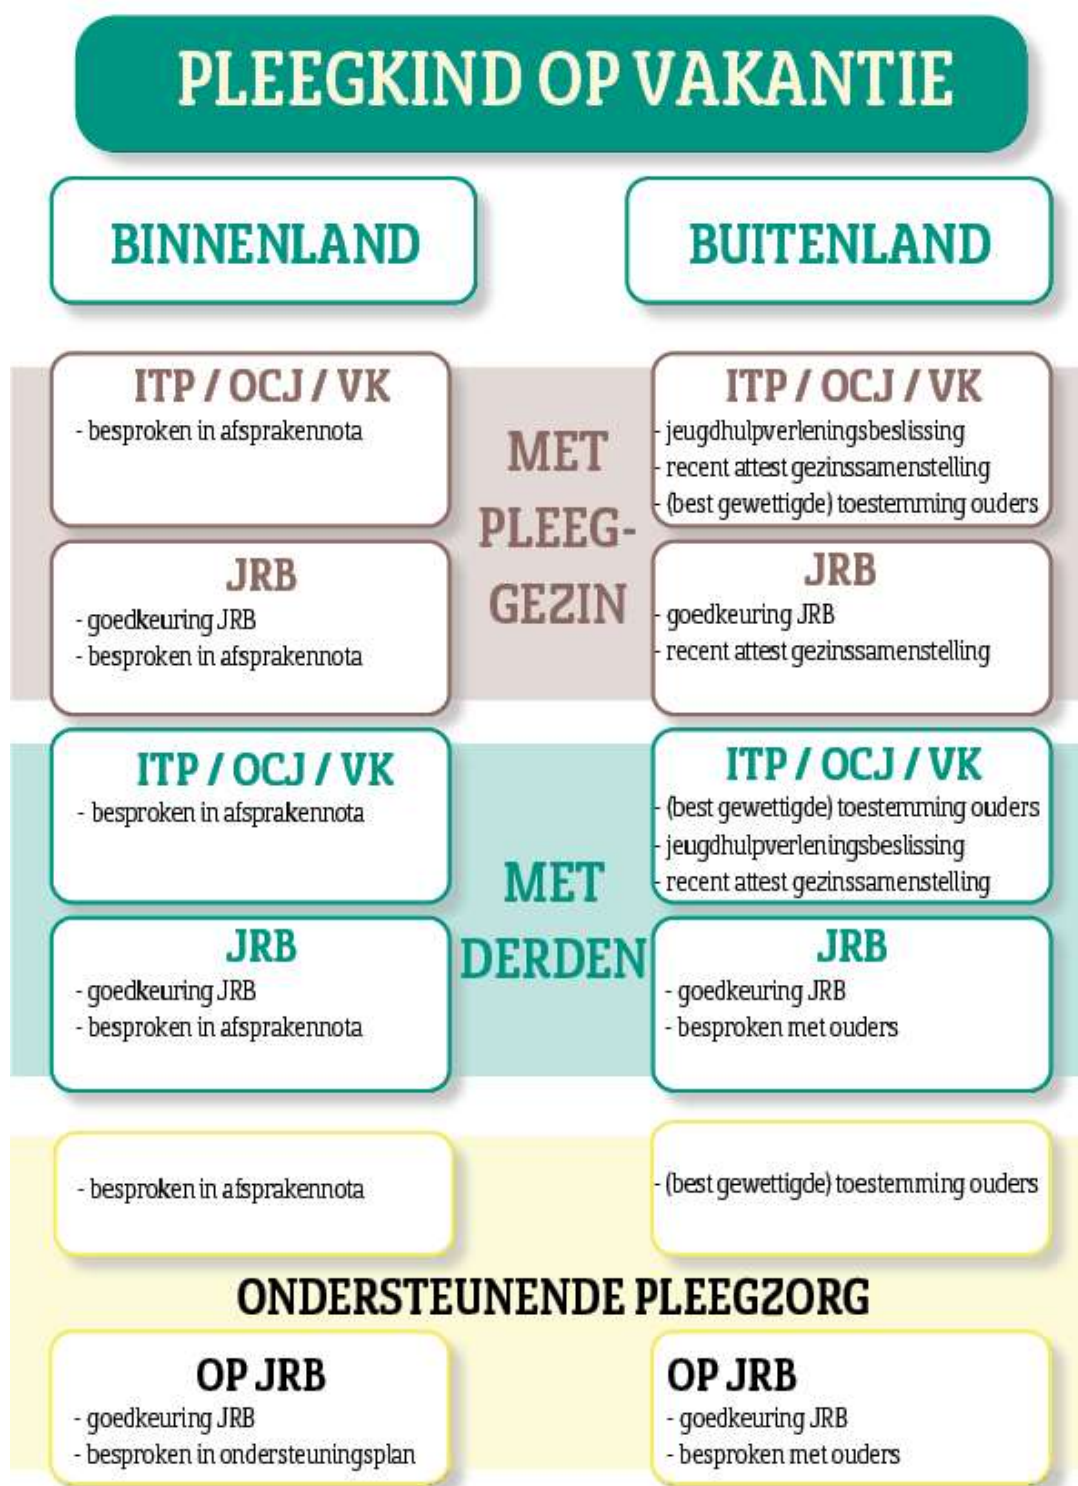 PLEEGKIND OP VAKANTIE
BINNENLAND
BUITENLAND
ITP / OCJ / VK
- besproken in afsprakennota
JRB
- goedkeuring JRB
- besproken in afsprakennota
MET
PLEEG-
GEZIN
ITP / OCJ / VK
- jeugdhulpverleningsbeslissing
- recent attest gezinssamenstelling
- (best gewettigde) toestemming ouders
JRB
- goedkeuring JRB
- recent attest gezinssamenstelling
ITP / OCJ / VK
- besproken in afsprakennota
JRB
- goedkeuring JRB
- besproken in afsprakennota
MET
DERDEN
ITP / OCJ / VK
- (best gewettigde) toestemming ouders
- jeugdhulpverleningsbeslissing
- recent attest gezinssamenstelling
JRB
- goedkeuring JRB
- besproken met ouders
- besproken in afsprakennota
- (best gewettigde) toestemming ouders
ONDERSTEUNENDE PLEEGZORG
OP JRB
- goedkeuring JRB
- besproken in ondersteuningsplan
OP JRB
- goedkeuring JRB
- besproken met ouders